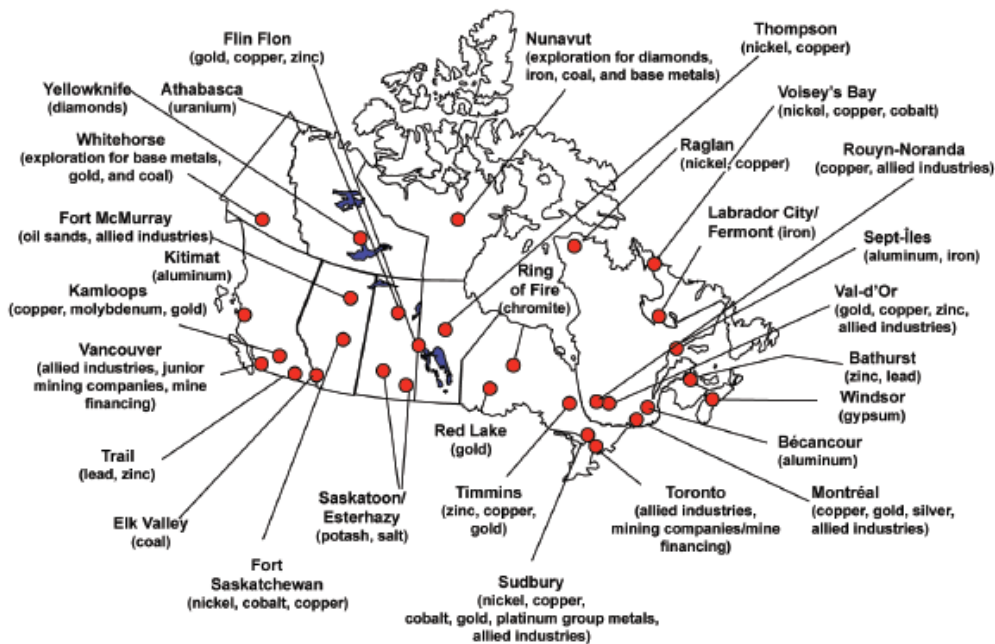 Flin Flon
(gold, copper, zinc)
Nunavut
(exploration for diamonds,
iron, coal, and base metals)
Thompson
(nickel, copper)
Yellowknife
(diamonds)
Athabasca
(uranium)
Voisey's Bay
(nickel, copper, cobalt)
Whitehorse
(exploration for base metals,
gold, and coal)
Raglan
(nickel, copper)
Rouyn-Noranda
(copper, allied industries)
Fort McMurray
(oil sands, allied industries)
Labrador City/
Fermont (iron)
Sept-Îles
(aluminum, iron)
Kitimat
(aluminum)
Ring
of Fire
(chromite)
Kamloops
(copper, molybdenum, gold)
Val-d'Or
(gold, copper, zinc,
allied industries)
Vancouver
(allied industries, junior
mining companies, mine
financing)
Bathurst
(zinc, lead)
Windsor
(gypsum)
Red Lake
(gold)
Bécancour
(aluminum)
Trail
(lead, zinc)
Saskatoon/
Esterhazy
(potash, salt)
Timmins
(zinc, copper,
gold)
Toronto
(allied industries,
mining companies/mine
financing)
Montréal
(copper, gold, silver,
allied industries)
Elk Valley
(coal)
Fort
Saskatchewan
(nickel, cobalt, copper)
Sudbury
(nickel, copper,
cobalt, gold, platinum group metals,
allied industries)